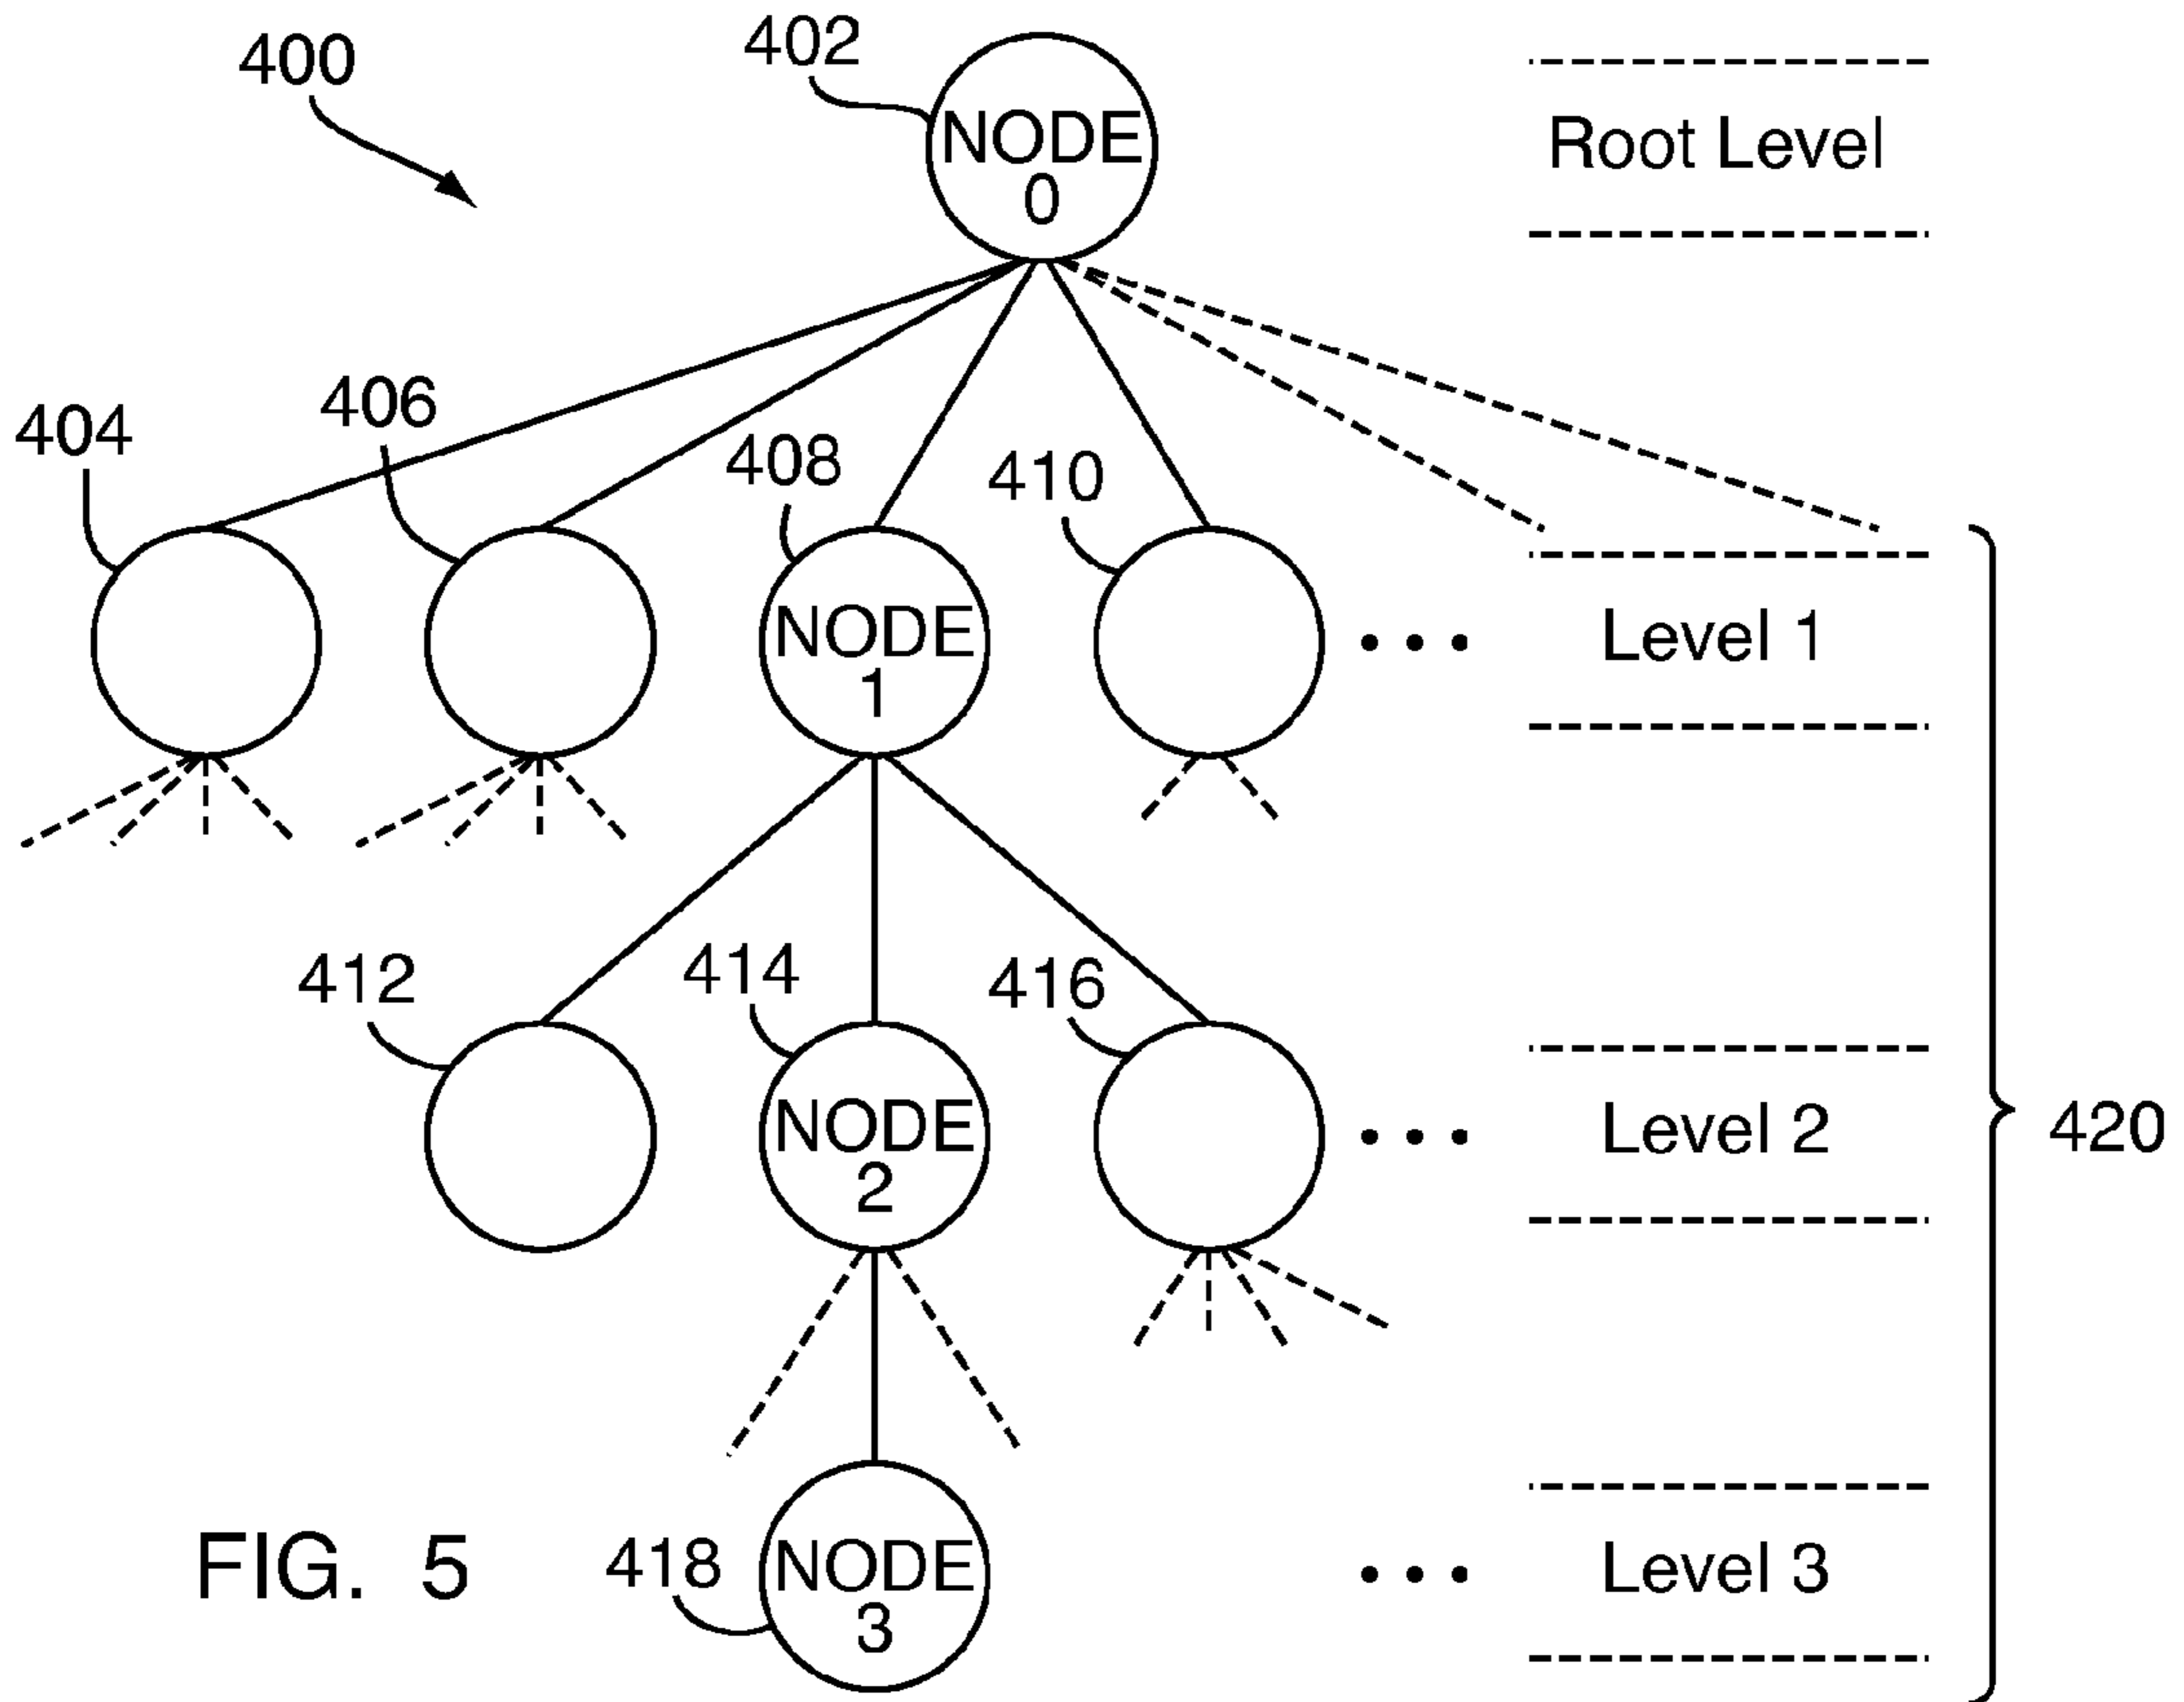 400
402
NODE
0
Root Level
404
406
408
410
NODE
1
• • •
Level 1
412
414
416
NODE
2
• • •
Level 2
420
FIG. 5
418
NODE
3
• • •
Level 3